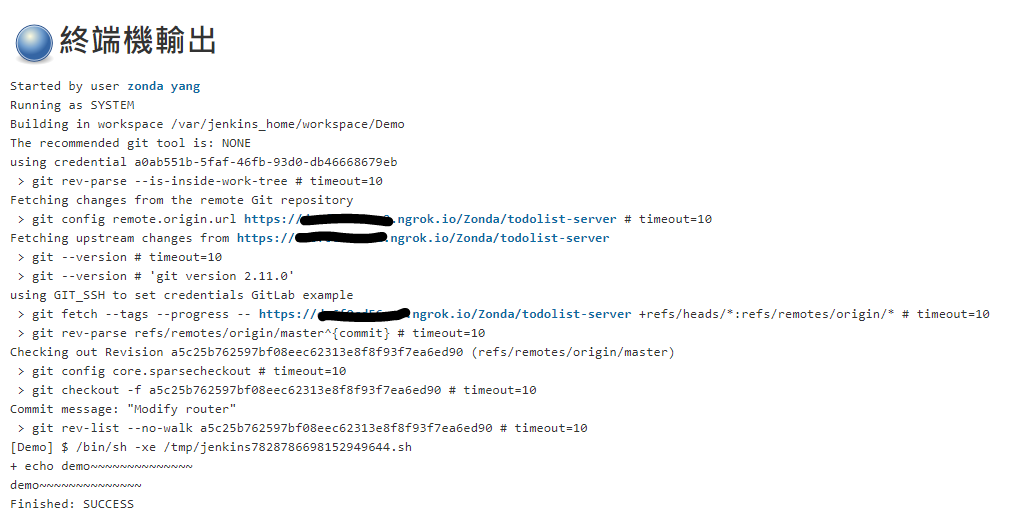 終端機輸出
Started by user zonda yang
Running as SYSTEM
Building in workspace /var/jenkins_home/workspace/Demo
The recommended git tool is: NONE
using credential a0ab551b-5faf-46fb-93d0-db46668679eb
> git rev-parse --is-inside-work-tree # timeout=10
Fetching changes from the remote Git repository
> git config remote.origin.url https://.ngrok.io/Zonda/todolist-server # timeout=10
Fetching upstream changes from https://.ngrok.io/Zonda/todolist-server
> git --version # timeout=10
> git --version # 'git version 2.11.0'
using GIT_SSH to set credentials GitLab example
> git fetch --tags --progress -- https://.ngrok.io/Zonda/todolist-server +refs/heads/*:refs/remotes/origin/* # timeout=10
> git rev-parse refs/remotes/origin/master^{commit} # timeout=10
Checking out Revision a5c25b762597bf08eec62313e8f8f93f7ea6ed90 (refs/remotes/origin/master)
> git config core.sparsecheckout # timeout=10
> git checkout -f a5c25b762597bf08eec62313e8f8f93f7ea6ed90 # timeout=10
Commit message: "Modify router"
> git rev-list --no-walk a5c25b762597bf08eec62313e8f8f93f7ea6ed90 # timeout=10
[Demo] $ /bin/sh -xe /tmp/jenkins7828786698152949644.sh
+ echo demo~~~~~~~~~~~~~~
demo~~~~~~~~~~~~~~
Finished: SUCCESS